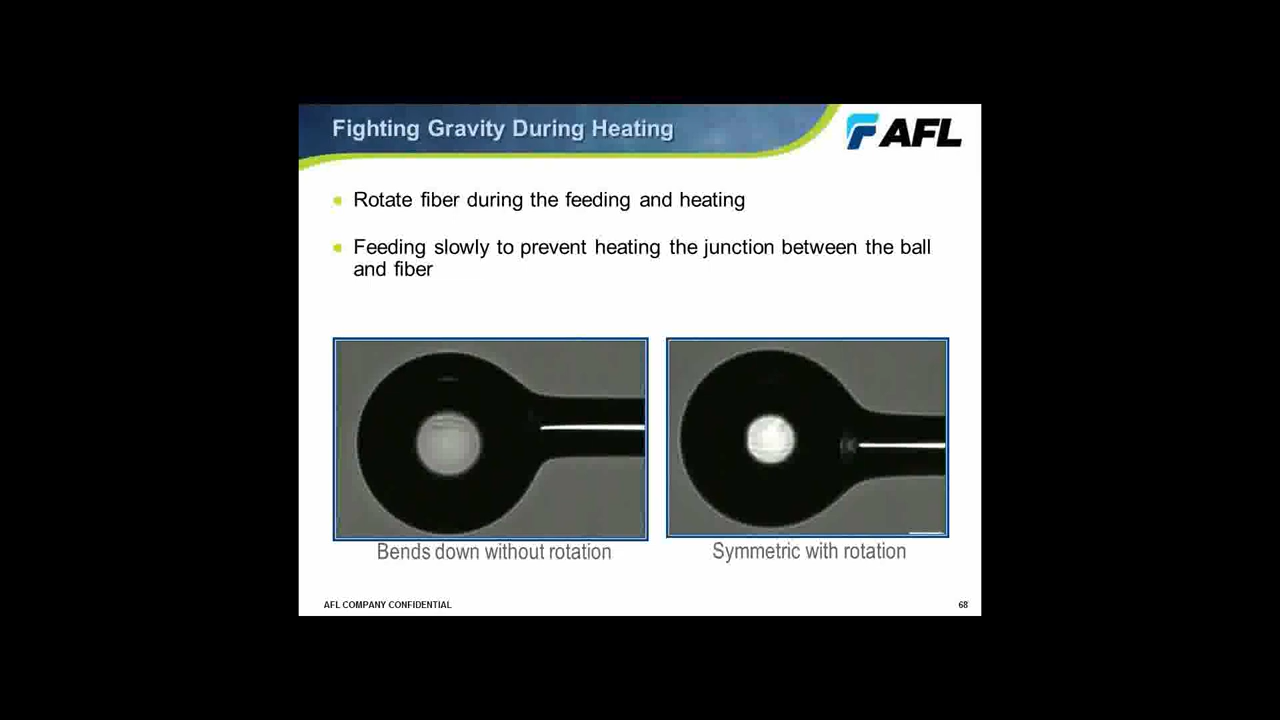 Fighting Gravity During Heating
AFL
Rotate fiber during the feeding and heating
Feeding slowly to prevent heating the junction between the ball
and fiber
Bends down without rotation
Symmetric with rotation
AFL COMPANY CONFIDENTIAL
68